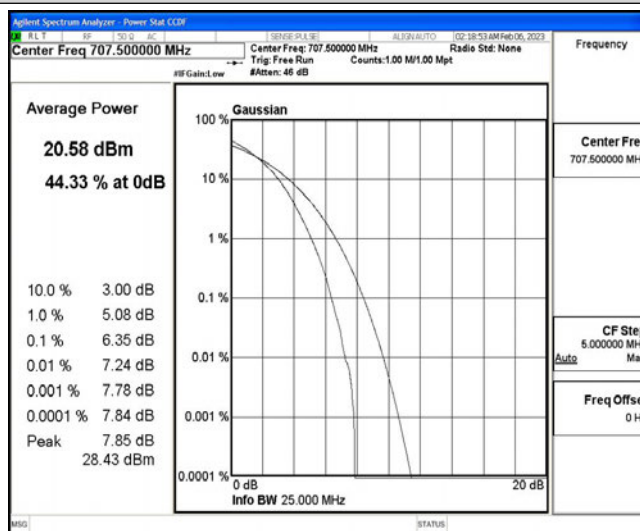 Agilent Spectrum Analyzer - Power Stat CCDF
RLT RF 50 Ω AC SENSE:PULSE ALIGN AUTO 02:18:53 AM Feb 06, 2023
Center Freq 707.500000 MHz
Center Freq: 707.500000 MHz Radio Std: None
Trig: Free Run Counts:1.00 M/1.00 Mpt
#IFGain:Low #Atten: 46 dB
Frequency
Average Power
20.58 dBm
44.33 % at 0dB
10.0 % 3.00 dB
1.0 % 5.08 dB
0.1 % 6.35 dB
0.01 % 7.24 dB
0.001 % 7.78 dB
0.0001 % 7.84 dB
Peak 7.85 dB
28.43 dBm
Gaussian
100 %
10 %
1 %
0.1 %
0.01 %
0.001 %
0.0001 %
0 dB 20 dB
Info BW 25.000 MHz
Center Fre
707.500000 MH
CF Ste
5.000000 MH
Auto Ma
Freq Offse
0 H
MSG STATUS